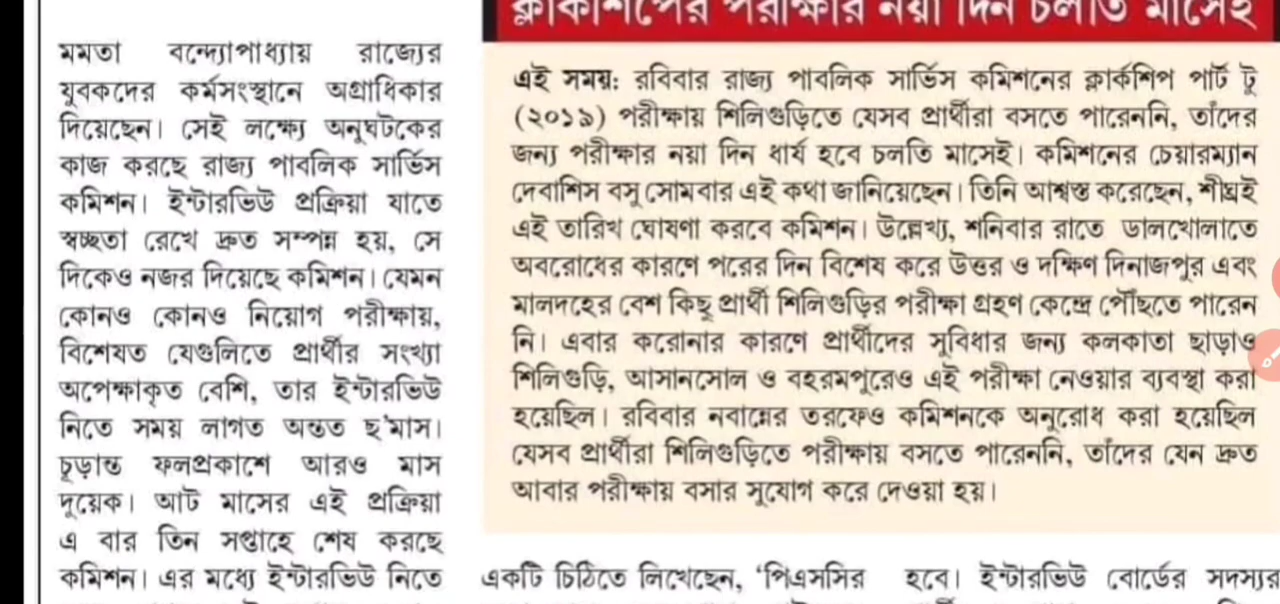 মমতা বন্দ্যোপাধ্যায় রাজ্যের
যুবকদের কর্মসংস্থানে অগ্রাধিকার
দিয়েছেন। সেই লক্ষ্যে অনুঘটকের
কাজ করছে রাজ্য পাবলিক সার্ভিস
কমিশন। ইন্টারভিউ প্রক্রিয়া যাতে
স্বচ্ছতা রেখে দ্রুত সম্পন্ন হয়, সে
দিকেও নজর দিয়েছে কমিশন। যেমন
কোনও কোনও নিয়োগ পরীক্ষায়,
বিশেষত যেগুলিতে প্রার্থীর সংখ্যা
অপেক্ষাকৃত বেশি, তার ইন্টারভিউ
নিতে সময় লাগত অন্তত ছ'মাস।
চূড়ান্ত ফলপ্রকাশে আরও মাস
দুয়েক। আট মাসের এই প্রক্রিয়া
এ বার তিন সপ্তাহে শেষ করছে
কমিশন। এর মধ্যে ইন্টারভিউ নিতে
ক্লার্কশিপের পরীক্ষার নয়া দিন চলতি মাসেই
এই সময়: রবিবার রাজ্য পাবলিক সার্ভিস কমিশনের ক্লার্কশিপ পার্ট টু
(২০১৯) পরীক্ষায় শিলিগুড়িতে যেসব প্রার্থীরা বসতে পারেননি, তাঁদের
জন্য পরীক্ষার নয়া দিন ধার্য হবে চলতি মাসেই। কমিশনের চেয়ারম্যান
দেবাশিস বসু সোমবার এই কথা জানিয়েছেন। তিনি আশ্বস্ত করেছেন, শীঘ্রই
এই তারিখ ঘোষণা করবে কমিশন। উল্লেখ্য, শনিবার রাতে ডালখোলাতে
অবরোধের কারণে পরের দিন বিশেষ করে উত্তর ও দক্ষিণ দিনাজপুর এবং
মালদহের বেশ কিছু প্রার্থী শিলিগুড়ির পরীক্ষা গ্রহণ কেন্দ্রে পৌঁছতে পারেন
নি। এবার করোনার কারণে প্রার্থীদের সুবিধার জন্য কলকাতা ছাড়াও
শিলিগুড়ি, আসানসোল ও বহরমপুরেও এই পরীক্ষা নেওয়ার ব্যবস্থা করা
হয়েছিল। রবিবার নবান্নের তরফেও কমিশনকে অনুরোধ করা হয়েছিল
যেসব প্রার্থীরা শিলিগুড়িতে পরীক্ষায় বসতে পারেননি, তাঁদের যেন দ্রুত
আবার পরীক্ষায় বসার সুযোগ করে দেওয়া হয়।
একটি চিঠিতে লিখেছেন, 'পিএসসির
হবে। ইন্টারভিউ বোর্ডের সদস্যর